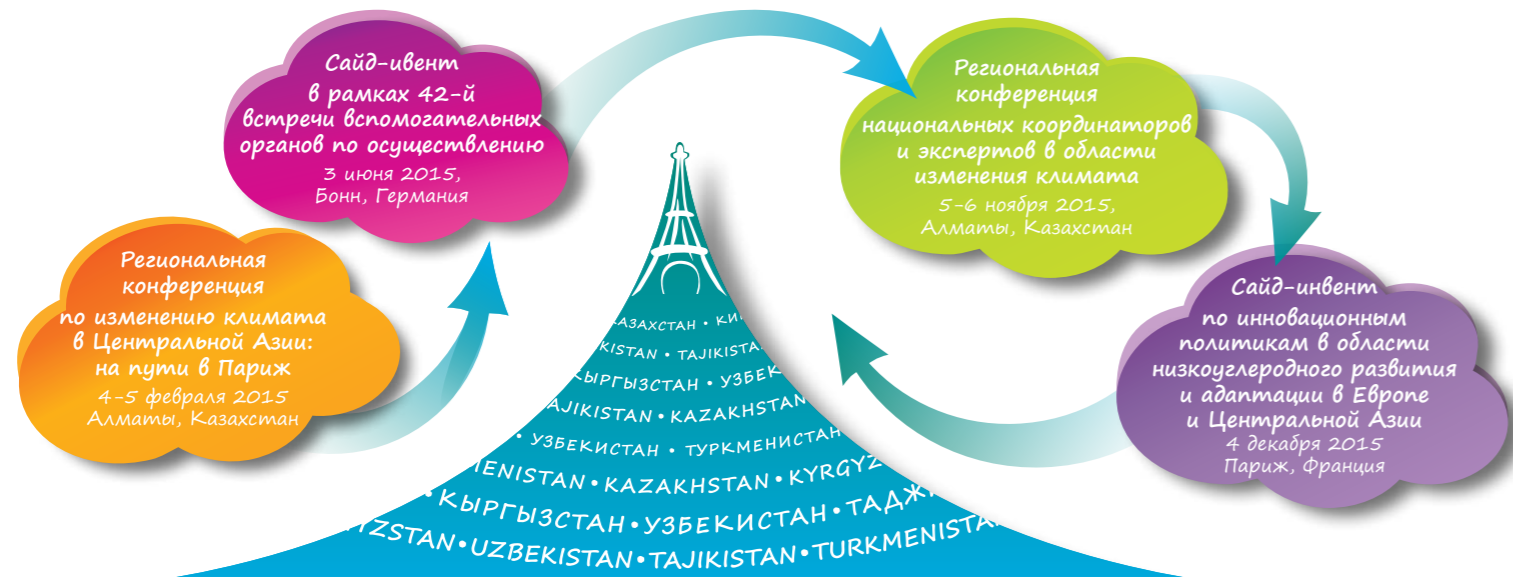 Региональная
конференция
по изменению климата
в Центральной Азии:
на пути в Париж
4-5 февраля 2015
Алматы, Казахстан
Сайд-ивент
в рамках 42-й
встречи вспомогательных
органов по осуществлению
3 июня 2015,
Бонн, Германия
Региональная
конференция
национальных координаторов
и экспертов в области
изменения климата
5-6 ноября 2015,
Алматы, Казахстан
Сайд-инвент
по инновационным
политикам в области
низкоуглеродного развития
и адаптации в Европе
и Центральной Азии
4 декабря 2015
Париж, Франция
КАЗАХСТАН •
KISTAN • TAJIKISTA
КЫРГЫЗСТАН • УЗБЕК
AJIKISTAN • KAZAKHSTAN
• УЗБЕКИСТАН • ТУРКМЕНИСТАН
MENISTAN • KAZAKHSTAN • KYRGYZ
• КЫРГЫЗСТАН • УЗБЕКИСТАН • ТАДЖ
YZSTAN • UZBEKISTAN • TAJIKISTAN • TURKMENISTA